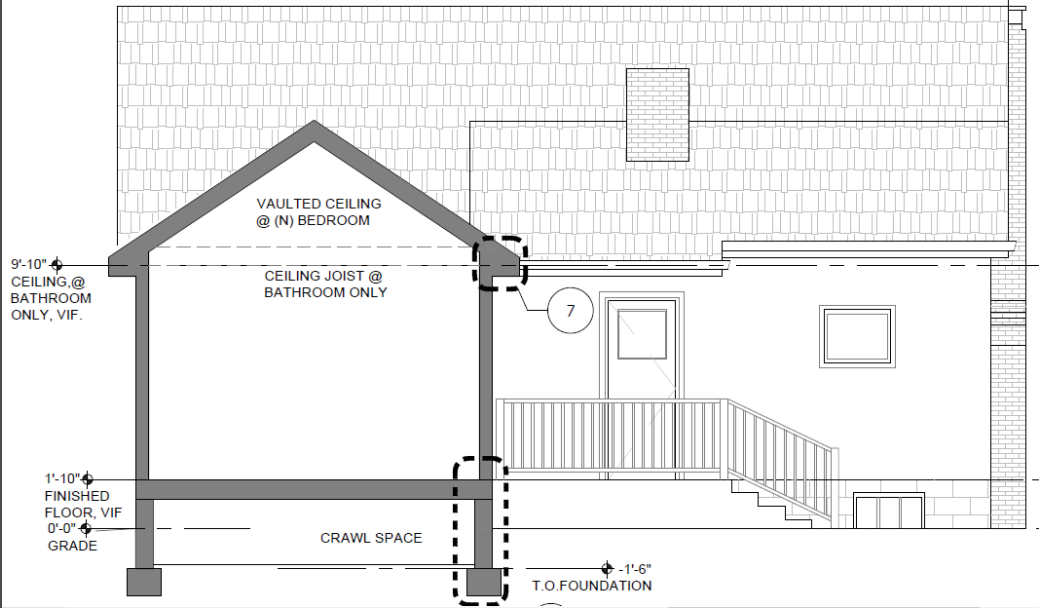 VAULTED CEILING
@ (N) BEDROOM
9'-10"
CEILING,@
BATHROOM
ONLY, VIF.
CEILING JOIST @
BATHROOM ONLY
7
1'-10"
FINISHED
FLOOR, VIF
0'-0"
GRADE
CRAWL SPACE
-1'-6"
T.O.FOUNDATION